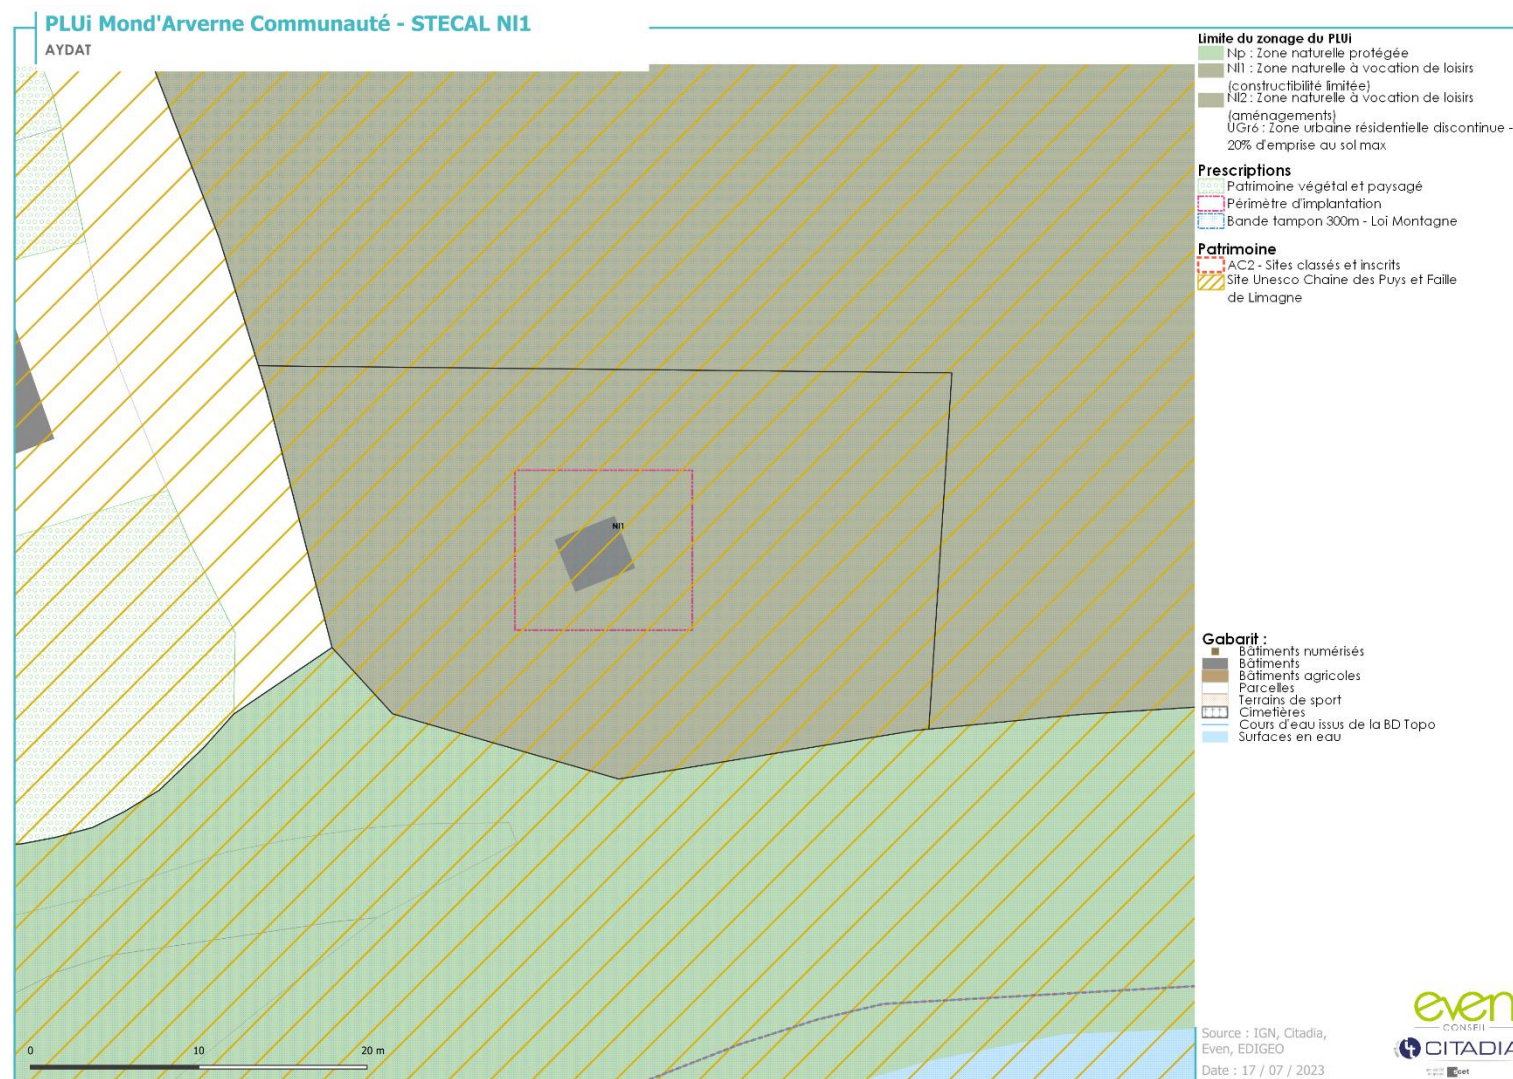 PLUi Mond'Arverne Communauté - STECAL Nl1
AYDAT
Limite du zonage du PLUi
Np : Zone naturelle protégée
Nl1 : Zone naturelle à vocation de loisirs
(constructibilité limitée)
Nl2 : Zone naturelle à vocation de loisirs
(aménagements)
UGr6 : Zone urbaine résidentielle discontinue -
20% d'emprise au sol max
Prescriptions
Patrimoine végétal et paysagé
Périmètre d'implantation
Bande tampon 300m - Loi Montagne
Patrimoine
AC2 - Sites classés et inscrits
Site Unesco Chaine des Puys et Faille
de Limagne
Nl1
Gabarit :
Bâtiments numérisés
Bâtiments
Bâtiments agricoles
Parcelles
Terrains de sport
Cimetières
Cours d'eau issus de la BD Topo
Surfaces en eau
0 10 20 m
Source : IGN, Citadia,
Even, EDIGEO
Date : 17 / 07 / 2023
even
CONSEIL
CITADIA